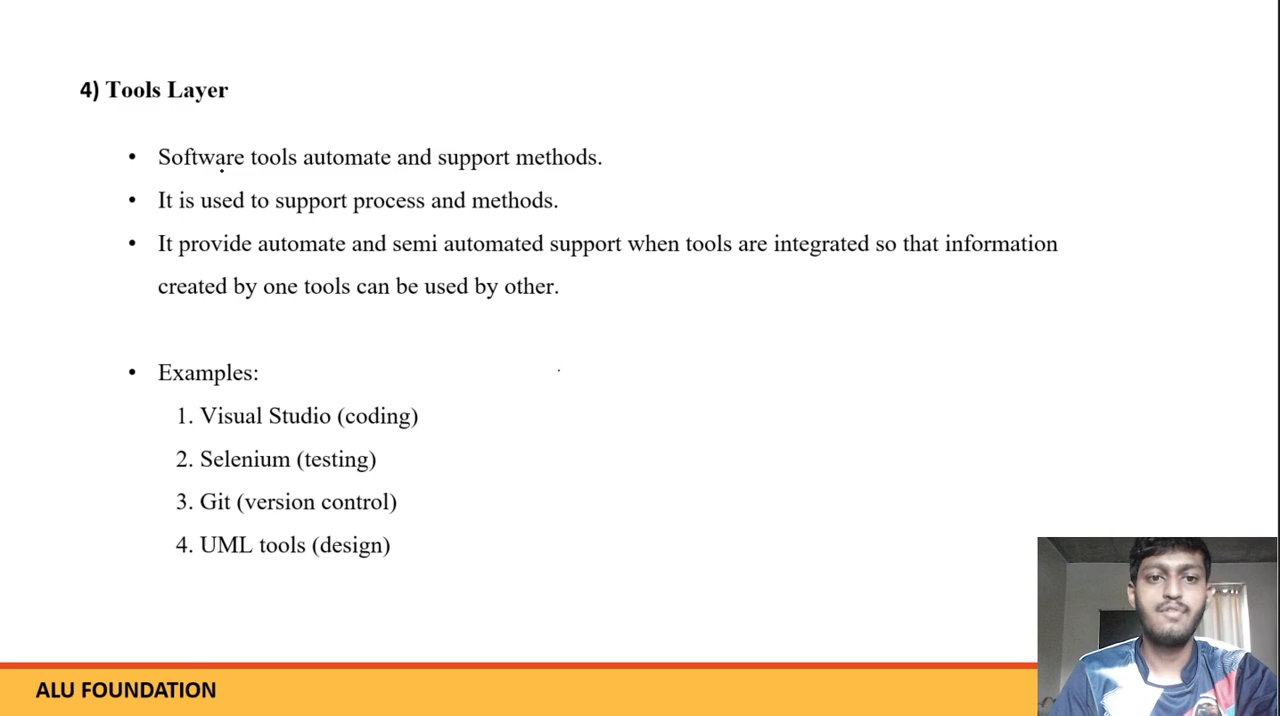 4) Tools Layer
• Software tools automate and support methods.
• It is used to support process and methods.
• It provide automate and semi automated support when tools are integrated so that information
created by one tools can be used by other.
• Examples:
1. Visual Studio (coding)
2. Selenium (testing)
3. Git (version control)
4. UML tools (design)
ALU FOUNDATION